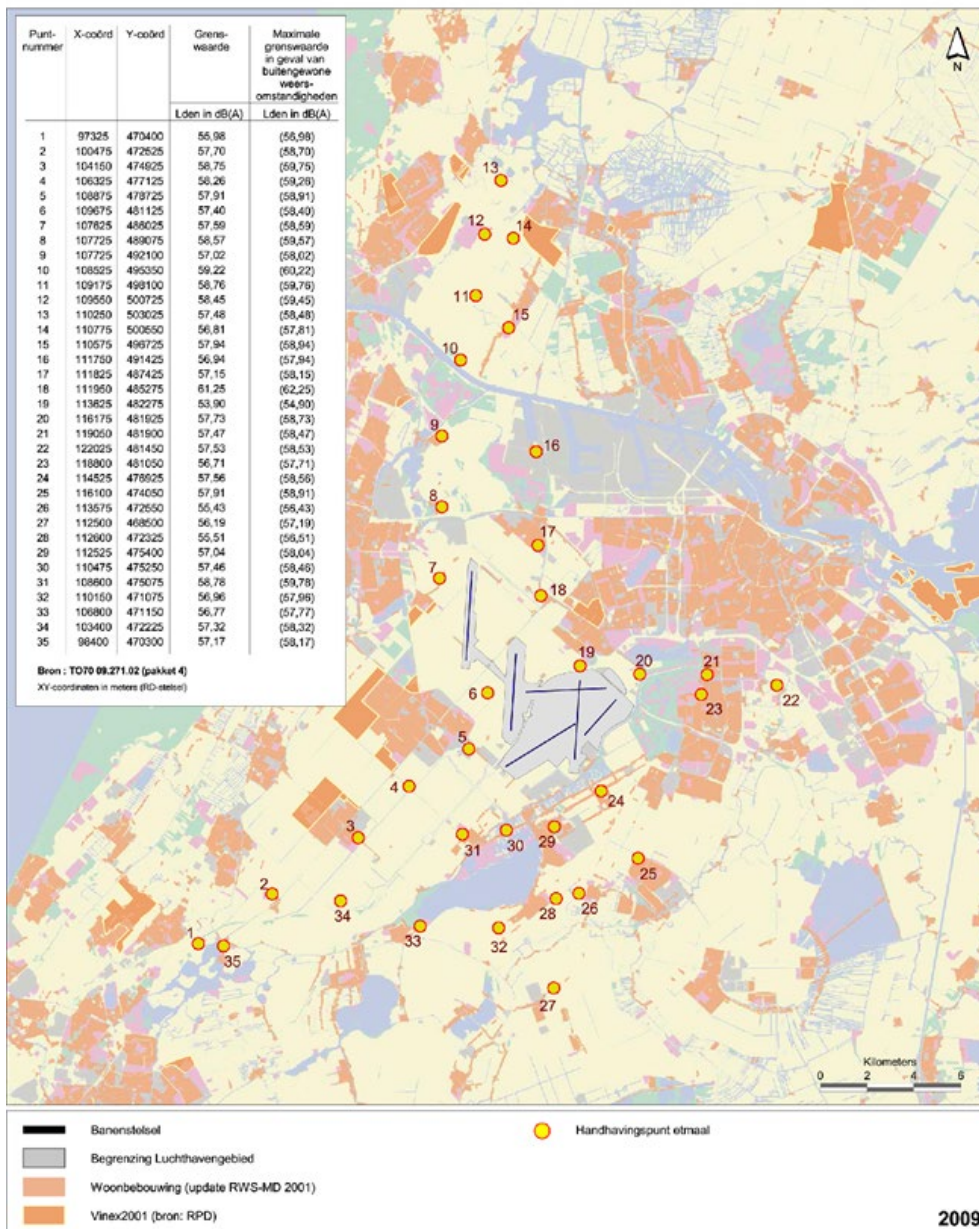 Punt-nummer X-coörd Y-coörd Grens-waarde Maximale grenswaarde in geval van buitengewone weers-omstandigheden
Lden in dB(A) Lden in dB(A)
1 97325 470400 55,98 (56,98)
2 100475 472525 57,70 (58,70)
3 104150 474925 58,75 (59,75)
4 106325 477125 58,26 (59,26)
5 108875 478725 57,91 (58,91)
6 109675 481125 57,40 (58,40)
7 107625 486025 57,59 (58,59)
8 107725 489075 58,57 (59,57)
9 107725 492100 57,02 (58,02)
10 108525 495350 59,22 (60,22)
11 109175 498100 58,76 (59,76)
12 109550 500725 58,45 (59,45)
13 110250 503025 57,48 (58,48)
14 110775 500550 56,81 (57,81)
15 110575 496725 57,94 (58,94)
16 111750 491425 56,94 (57,94)
17 111825 487425 57,15 (58,15)
18 111950 485275 61,25 (62,25)
19 113625 482275 53,90 (54,90)
20 116175 481925 57,73 (58,73)
21 119050 481900 57,47 (58,47)
22 122025 481450 57,53 (58,53)
23 118800 481050 56,71 (57,71)
24 114525 476925 57,56 (58,56)
25 116100 474050 57,91 (58,91)
26 113575 472550 55,43 (56,43)
27 112500 468500 56,19 (57,19)
28 112600 472325 55,51 (56,51)
29 112525 475400 57,04 (58,04)
30 110475 475250 57,46 (58,46)
31 108600 475075 58,78 (59,78)
32 110150 471075 56,96 (57,96)
33 106800 471150 56,77 (57,77)
34 103400 472225 57,32 (58,32)
35 98400 470300 57,17 (58,17)
Bron : TO70 09.271.02 (pakket 4)
XY-coordinaten in meters (RD-stelsel)
N
13
12
14
11
15
10
9
16
8
17
7
18
19
20
21
6
23
22
5
4
24
3
31
30
29
25
2
34
28
26
33
32
1
35
27
Kilometers
0 2 4 6
Banenstelsel
Handhavingspunt etmaal
Begrenzing Luchthavengebied
Woonbebouwing (update RWS-MD 2001)
Vinex2001 (bron: RPD)
2009